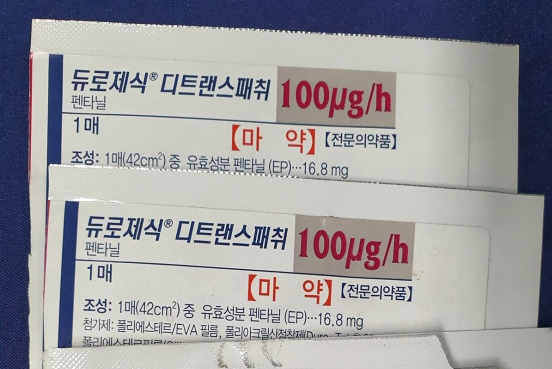 듀로제식® 디트랜스패취 100µg/h
펜타닐
1매
【마 약】【전문의약품】
조성: 1매(42cm²) 중 유효성분 펜타닐 (EP)···16.8 mg
듀로제식® 디트랜스패취 100µg/h
펜타닐
1매
【마 약】【전문의약품】
조성: 1매(42cm²) 중 유효성분 펜타닐 (EP)···16.8 mg
첨가제: 폴리에스테르/EVA 필름, 폴리아크릴산점착제(Duro-Tak